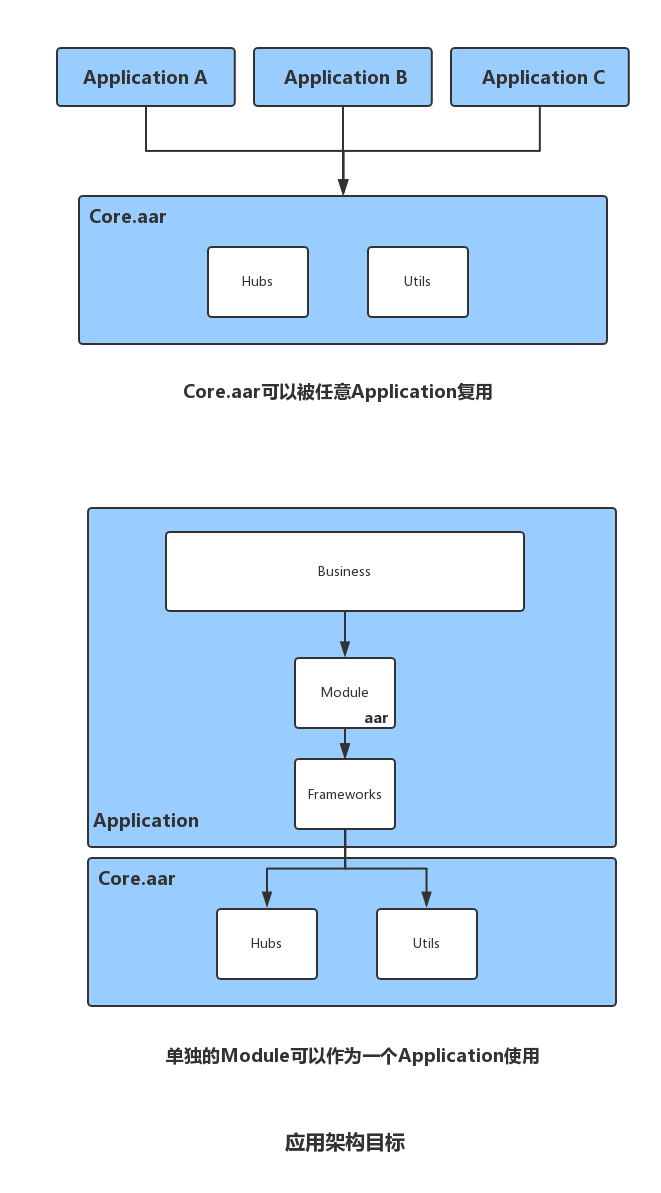 Application A
Application B
Application C
Core.aar
Hubs
Utils
Core.aar可以被任意Application复用
Business
Module
aar
Frameworks
Application
Core.aar
Hubs
Utils
单独的Module可以作为一个Application使用
应用架构目标